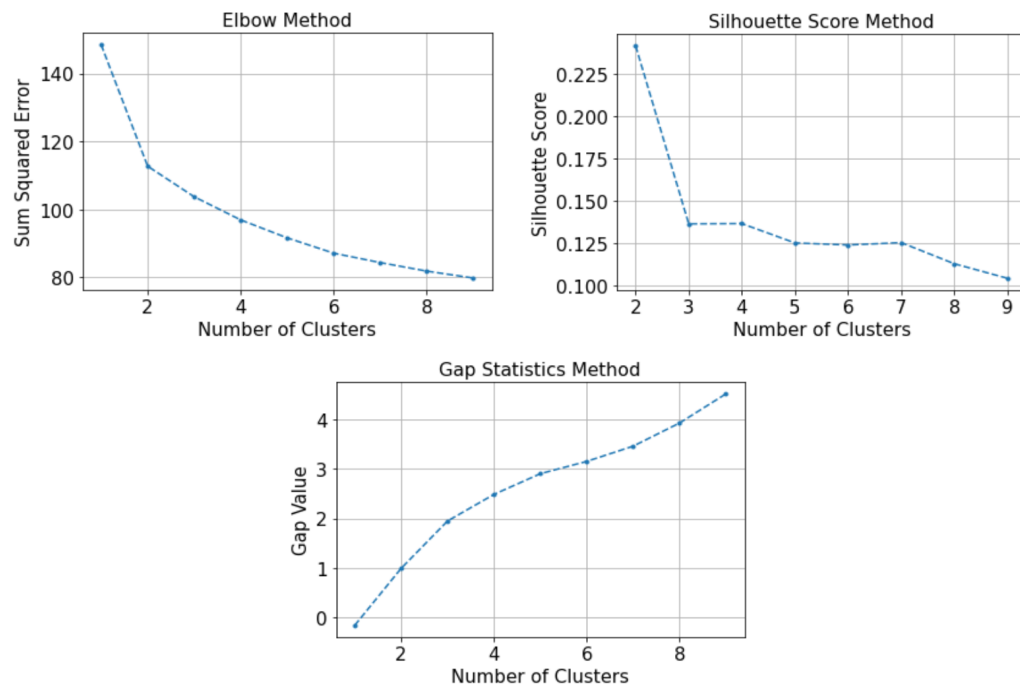 Elbow Method
Sum Squared Error
140
120
100
80
2 4 6 8
Number of Clusters
Silhouette Score Method
Silhouette Score
0.225
0.200
0.175
0.150
0.125
0.100
2 3 4 5 6 7 8 9
Number of Clusters
Gap Statistics Method
Gap Value
4
3
2
1
0
2 4 6 8
Number of Clusters